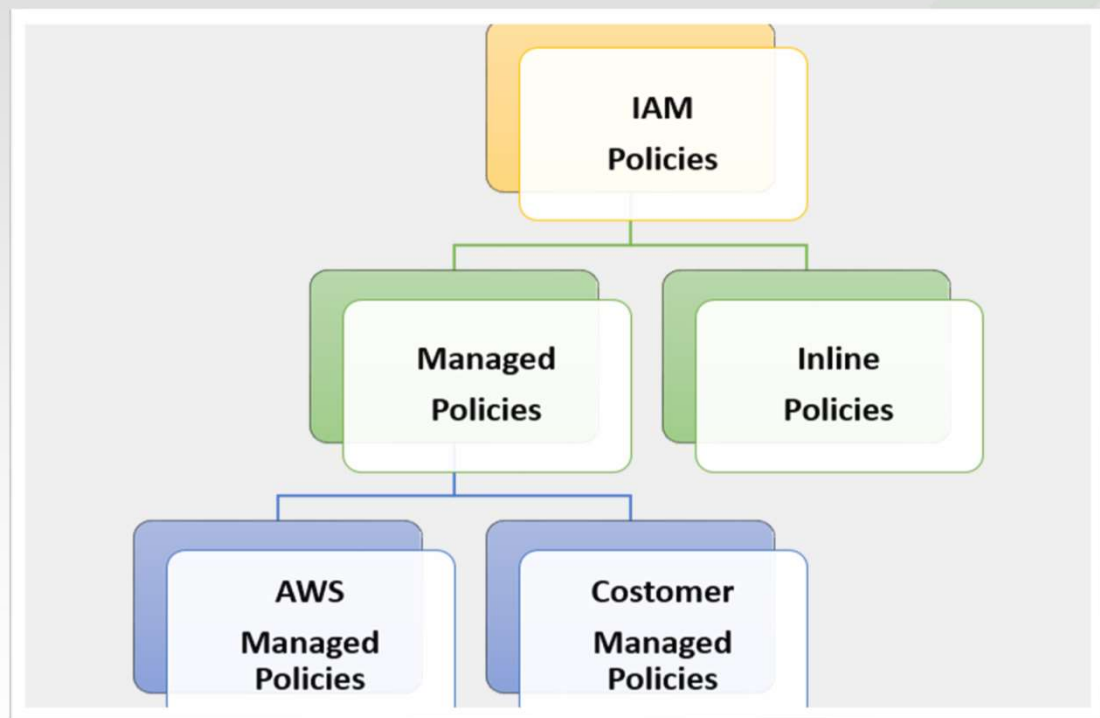 IAM
Policies
Managed
Policies
Inline
Policies
AWS
Managed
Policies
Costomer
Managed
Policies